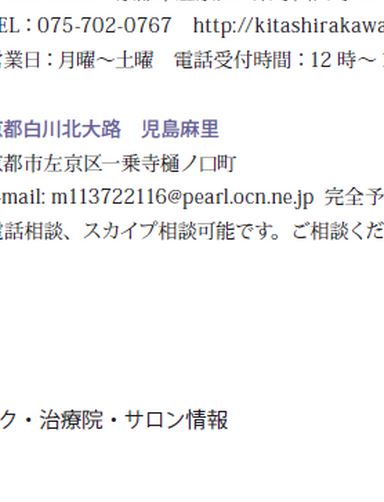 EL：075-702-0767　http://kitashirakawa
営業日：月曜～土曜　電話受付時間：12 時～
京都白川北大路　児島麻里
京都市左京区一乗寺樋ノ口町
-mail: m113722116@pearl.ocn.ne.jp  完全予
電話相談、スカイプ相談可能です。ご相談くだ
ク・治療院・サロン情報